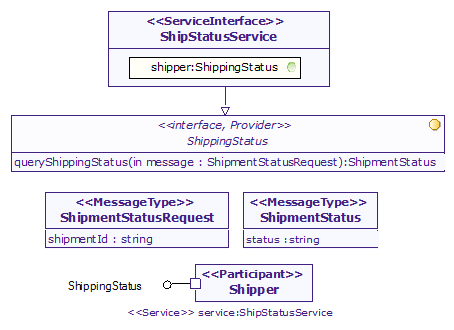 <<ServiceInterface>>
ShipStatusService
shipper:ShippingStatus
<<interface, Provider>>
ShippingStatus
queryShippingStatus(in message : ShipmentStatusRequest):ShipmentStatus
<<MessageType>>
ShipmentStatusRequest
shipmentId : string
<<MessageType>>
ShipmentStatus
status : string
ShippingStatus
<<Participant>>
Shipper
<<Service>> service:ShipStatusService